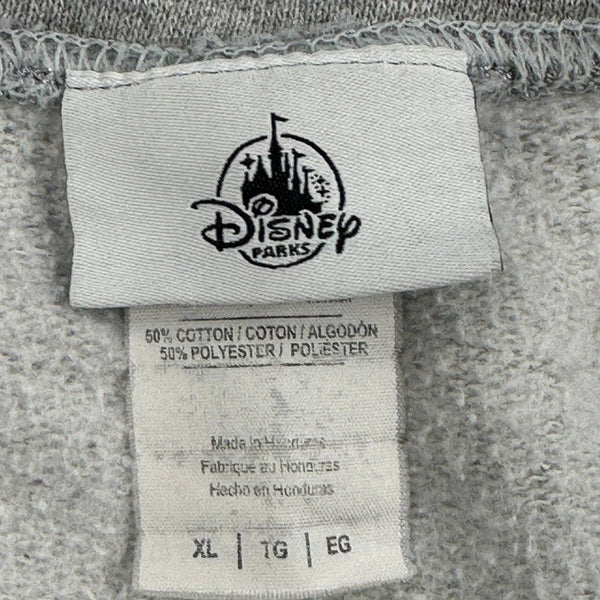 Disney
PARKS
50% COTTON / COTON / ALGODÓN
50% POLYESTER / POLIESTER
Made in Honduras
Fabriqué au Honduras
Hecho en Honduras
XL | TG | EG